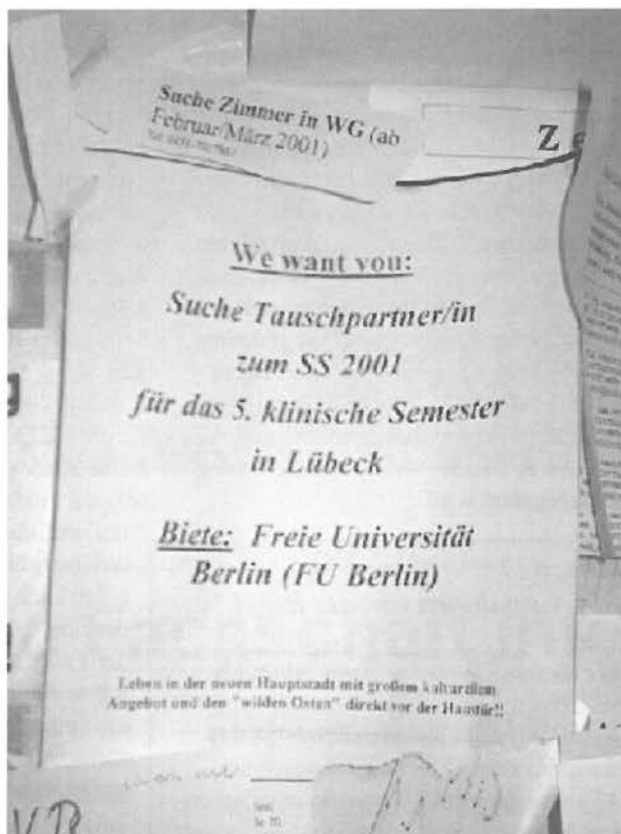 Suche Zimmer in WG (ab
Februar/März 2001)
Z
We want you:
Suche Tauschpartner/in
zum SS 2001
für das 5. klinische Semester
in Lübeck
Biete: Freie Universität
Berlin (FU Berlin)
Leben in der neuen Hauptstadt mit großem kulturellem
Angebot und den "wilden Osten" direkt vor der Haustür!!